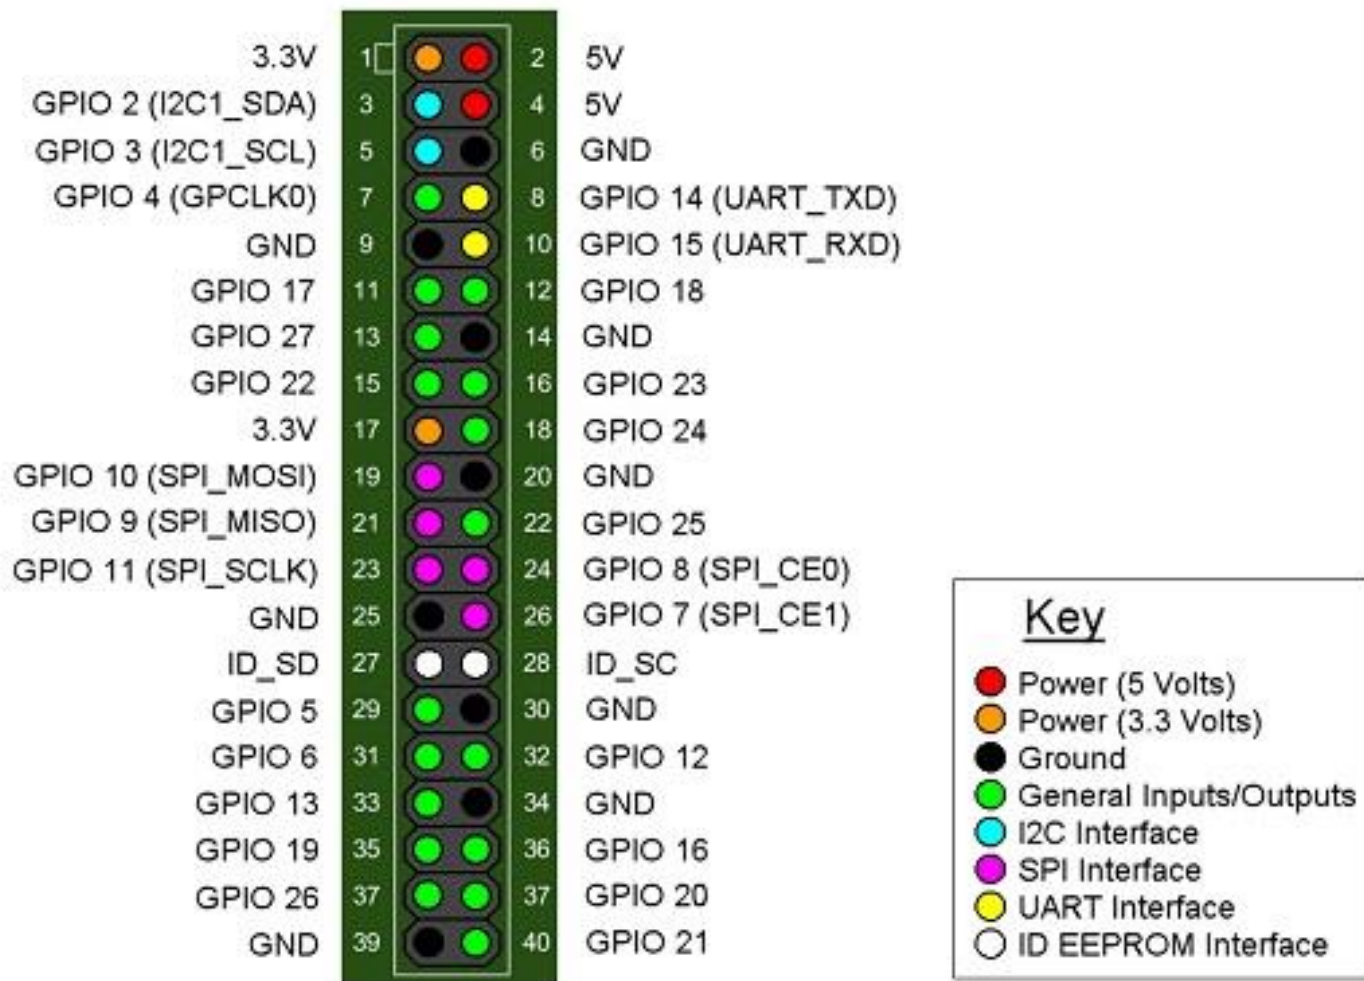 3.3V 1 2 5V
GPIO 2 (I2C1_SDA) 3 4 5V
GPIO 3 (I2C1_SCL) 5 6 GND
GPIO 4 (GPCLK0) 7 8 GPIO 14 (UART_TXD)
GND 9 10 GPIO 15 (UART_RXD)
GPIO 17 11 12 GPIO 18
GPIO 27 13 14 GND
GPIO 22 15 16 GPIO 23
3.3V 17 18 GPIO 24
GPIO 10 (SPI_MOSI) 19 20 GND
GPIO 9 (SPI_MISO) 21 22 GPIO 25
GPIO 11 (SPI_SCLK) 23 24 GPIO 8 (SPI_CE0)
GND 25 26 GPIO 7 (SPI_CE1)
ID_SD 27 28 ID_SC
GPIO 5 29 30 GND
GPIO 6 31 32 GPIO 12
GPIO 13 33 34 GND
GPIO 19 35 36 GPIO 16
GPIO 26 37 37 GPIO 20
GND 39 40 GPIO 21
Key
Power (5 Volts)
Power (3.3 Volts)
Ground
General Inputs/Outputs
I2C Interface
SPI Interface
UART Interface
ID EEPROM Interface